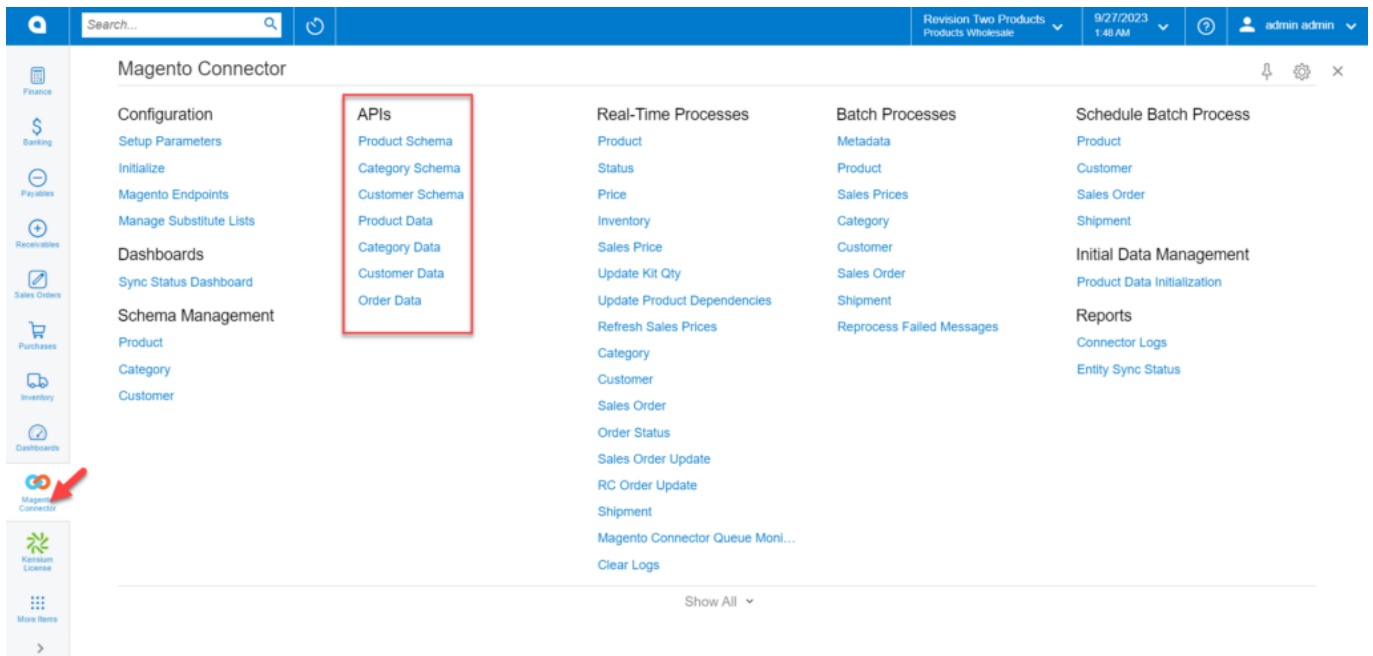 Search...
Revision Two Products
Products Wholesale
9/27/2023
1:48 AM
admin admin
Finance
Banking
Payables
Receivables
Sales Orders
Purchases
Inventory
Dashboards
Magento
Connector
Kensium
License
More Items
Magento Connector
Configuration
Setup Parameters
Initialize
Magento Endpoints
Manage Substitute Lists
Dashboards
Sync Status Dashboard
Schema Management
Product
Category
Customer
APIs
Product Schema
Category Schema
Customer Schema
Product Data
Category Data
Customer Data
Order Data
Real-Time Processes
Product
Status
Price
Inventory
Sales Price
Update Kit Qty
Update Product Dependencies
Refresh Sales Prices
Category
Customer
Sales Order
Order Status
Sales Order Update
RC Order Update
Shipment
Magento Connector Queue Moni...
Clear Logs
Batch Processes
Metadata
Product
Sales Prices
Category
Customer
Sales Order
Shipment
Reprocess Failed Messages
Schedule Batch Process
Product
Customer
Sales Order
Shipment
Initial Data Management
Product Data Initialization
Reports
Connector Logs
Entity Sync Status
Show All